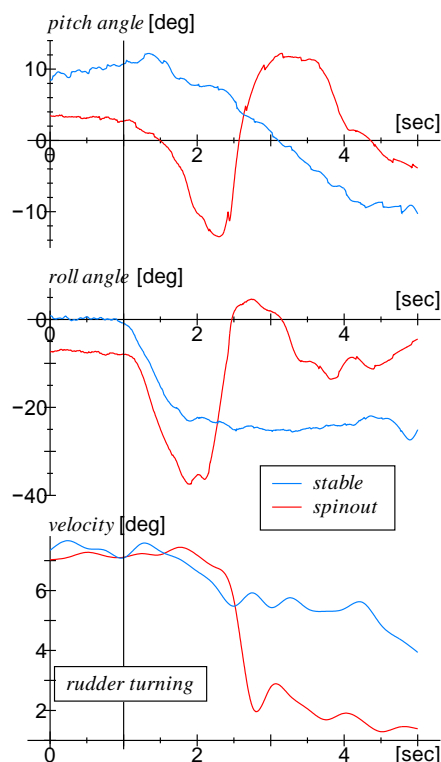 pitch angle [deg]
10
[sec]
0
0
2
4
−10
roll angle [deg]
[sec]
0
0
2
4
−20
−40
stable
spinout
velocity [deg]
6
4
rudder turning
2
0
2
4
[sec]